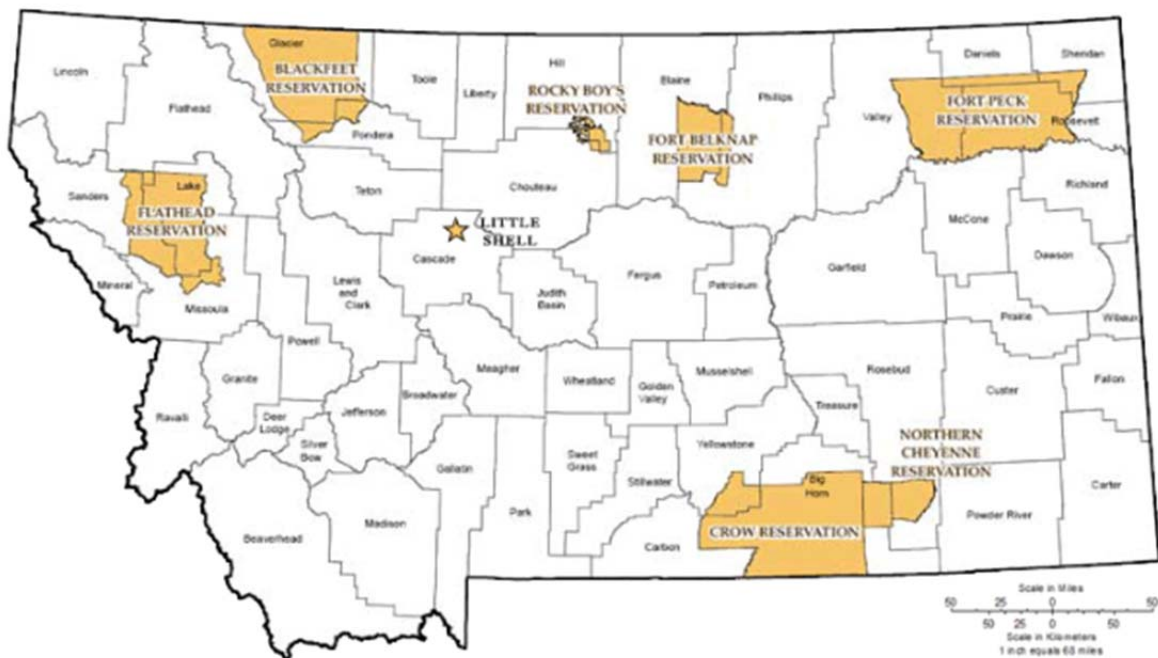 Glacier
BLACKFEET
RESERVATION
Lincoln
Flathead
Toole
Liberty
Hill
ROCKY BOY'S
RESERVATION
Blaine
Phillips
FORT BELKNAP
RESERVATION
Valley
Daniels
Sheridan
FORT PECK
RESERVATION
Roosevelt
Pondera
Teton
Chouteau
Richland
Sanders
Lake
FLATHEAD
RESERVATION
LITTLE
SHELL
McCone
Cascade
Fergus
Garfield
Dawson
Mineral
Missoula
Lewis
and
Clark
Judith
Basin
Petroleum
Prairie
Wibaux
Powell
Granite
Meagher
Wheatland
Golden
Valley
Musselshell
Rosebud
Custer
Fallon
Ravalli
Deer
Lodge
Jefferson
Broadwater
Treasure
Silver
Bow
Gallatin
Sweet
Grass
Yellowstone
Stillwater
NORTHERN
CHEYENNE
RESERVATION
Big
Horn
Carter
Madison
Park
Powder River
Beaverhead
Carbon
CROW RESERVATION
Scale in Miles
50 25 0 50
50 25 0 50
Scale in Kilometers
1 inch equals 68 miles